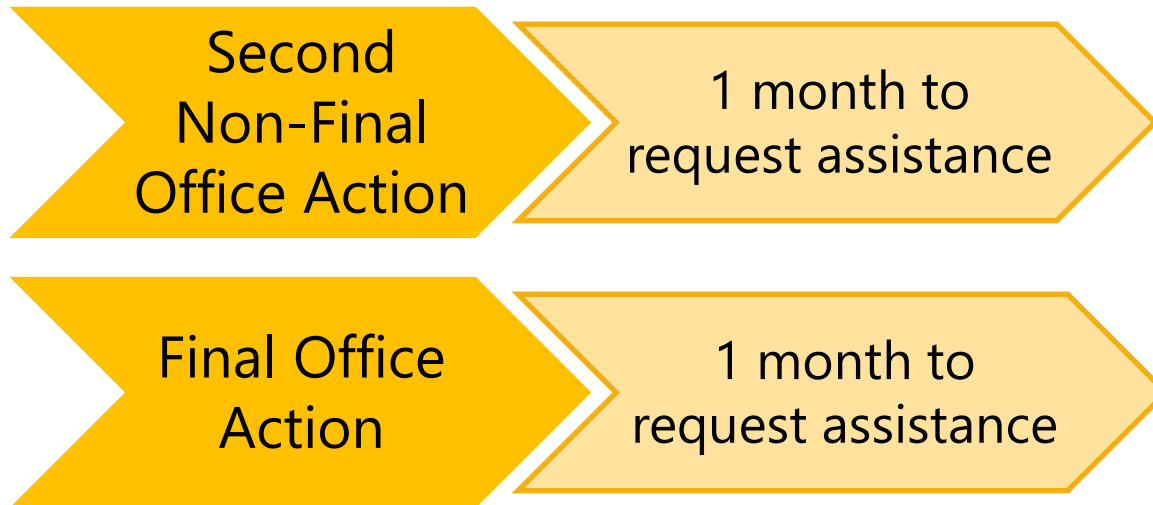 Second
Non-Final
Office Action
1 month to
request assistance
Final Office
Action
1 month to
request assistance